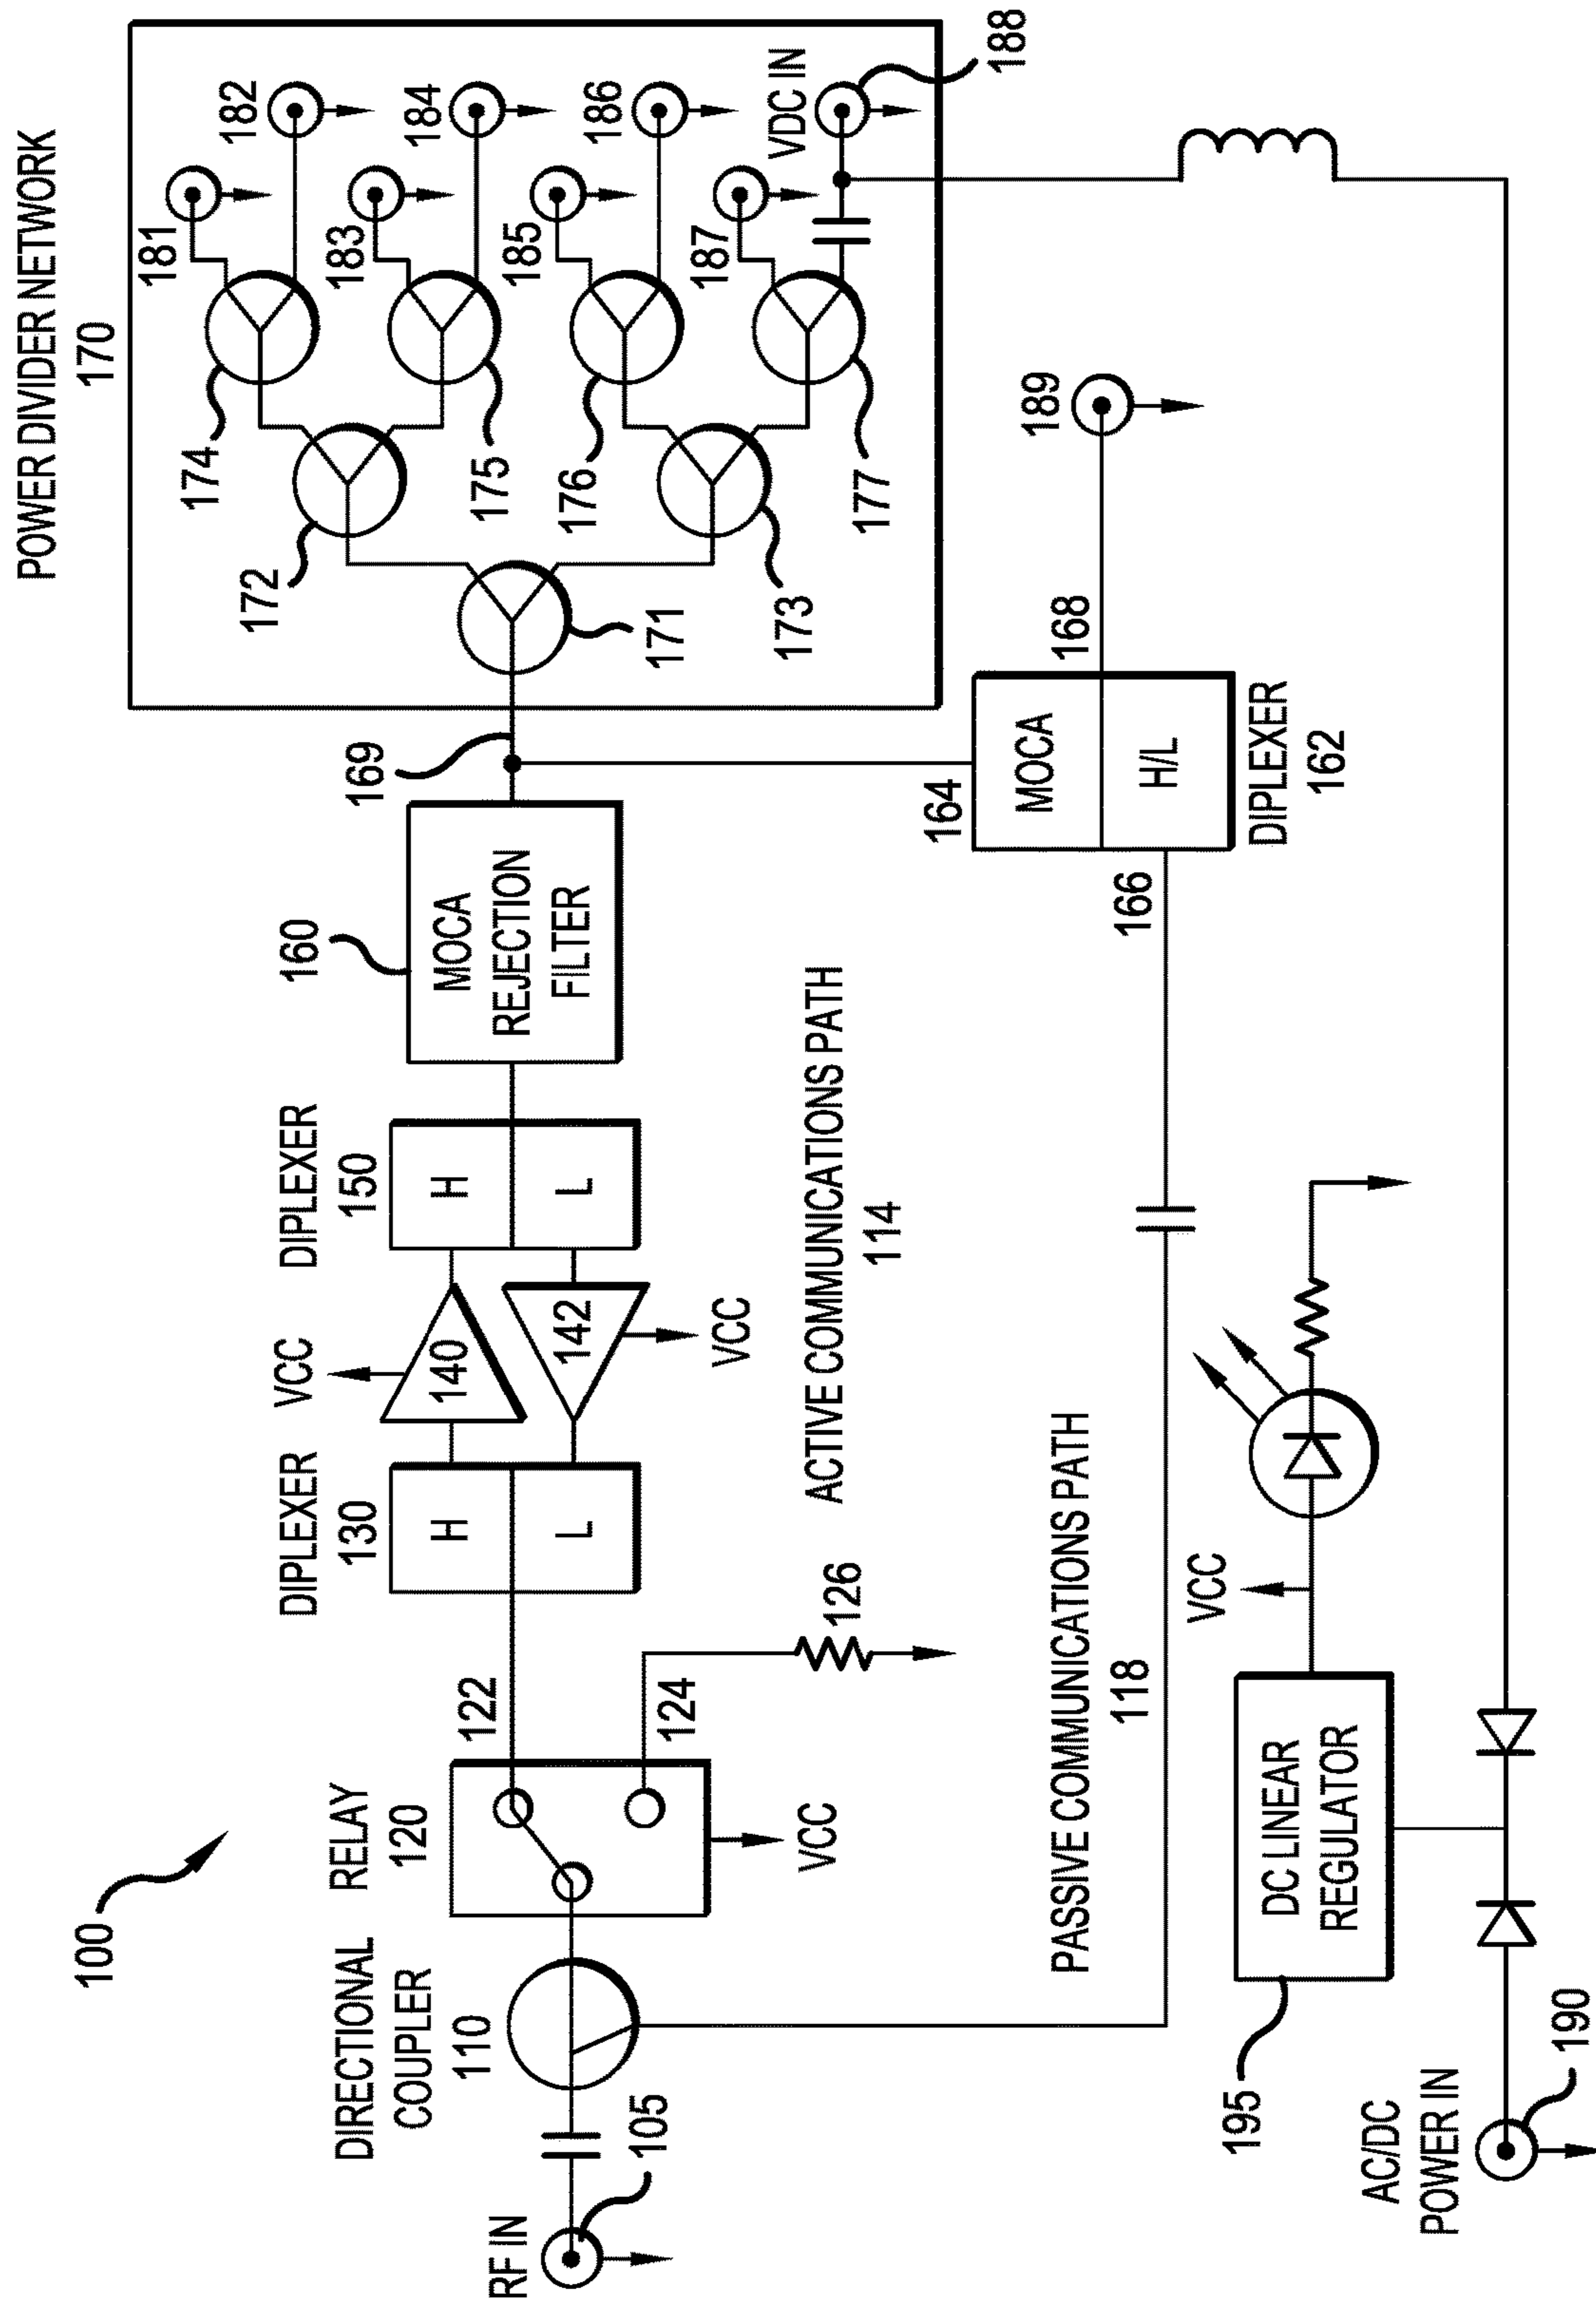 100
POWER DIVIDER NETWORK
170
181
182
183
184
185
186
187
VDC IN
188
174
175
176
177
172
173
171
169
189
168
164
MOCA
H/L
166
DIPLEXER
162
160
MOCA
REJECTION
FILTER
DIPLEXER
150
H
L
VCC
140
142
VCC
ACTIVE COMMUNICATIONS PATH
114
DIPLEXER
130
H
L
122
124
126
RELAY
120
VCC
DIRECTIONAL
COUPLER
110
RF IN
105
PASSIVE COMMUNICATIONS PATH
118
VCC
DC LINEAR
REGULATOR
195
AC/DC
POWER IN
190